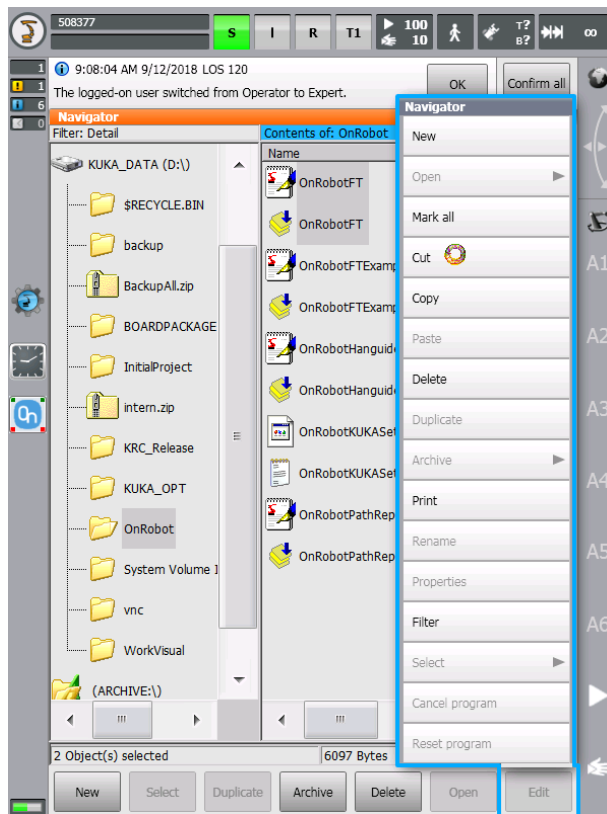 508377
S
I
R
T1
100
10
T?
B?
∞
1
1
6
0
9:08:04 AM 9/12/2018 LOS 120
The logged-on user switched from Operator to Expert.
OK
Confirm all
Navigator
Filter: Detail
Contents of: OnRobot
Name
KUKA_DATA (D:\)
$RECYCLE.BIN
backup
BackupAll.zip
BOARDPACKAGE
InitialProject
intern.zip
KRC_Release
KUKA_OPT
OnRobot
System Volume I
vnc
WorkVisual
(ARCHIVE:\)
OnRobotFT
OnRobotFT
OnRobotFTExamp
OnRobotFTExamp
OnRobotHanguid
OnRobotHanguid
OnRobotKUKASet
OnRobotKUKASet
OnRobotPathRep
OnRobotPathRep
Navigator
New
Open
Mark all
Cut
Copy
Paste
Delete
Duplicate
Archive
Print
Rename
Properties
Filter
Select
Cancel program
Reset program
A1
A2
A3
A4
A5
A6
On
2 Object(s) selected
6097 Bytes
New
Select
Duplicate
Archive
Delete
Open
Edit